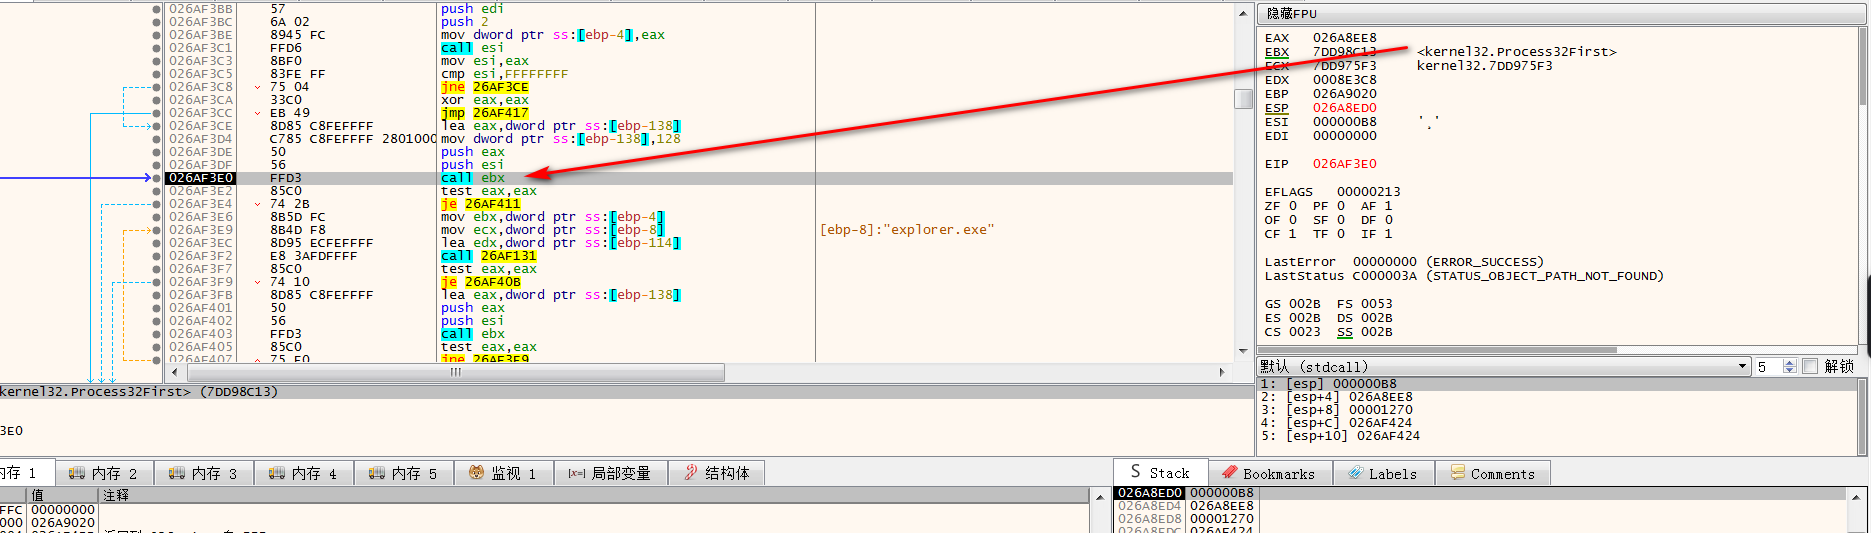 026AF3BB 57 push edi
026AF3BC 6A 02 push 2
026AF3BE 8945 FC mov dword ptr ss:[ebp-4],eax
026AF3C1 FFD6 call esi
026AF3C3 8BF0 mov esi,eax
026AF3C5 83FE FF cmp esi,FFFFFFFF
026AF3C8 75 04 jne 26AF3CE
026AF3CA 33C0 xor eax,eax
026AF3CC EB 49 jmp 26AF417
026AF3CE 8D85 C8FEFFFF lea eax,dword ptr ss:[ebp-138]
026AF3D4 C785 C8FEFFFF 28010000 mov dword ptr ss:[ebp-138],128
026AF3DE 50 push eax
026AF3DF 56 push esi
026AF3E0 FFD3 call ebx
026AF3E2 85C0 test eax,eax
026AF3E4 74 2B je 26AF411
026AF3E6 8B5D FC mov ebx,dword ptr ss:[ebp-4]
026AF3E9 8B4D F8 mov ecx,dword ptr ss:[ebp-8] [ebp-8]:"explorer.exe"
026AF3EC 8D95 ECFEFFFF lea edx,dword ptr ss:[ebp-114]
026AF3F2 E8 3AFDFFFF call 26AF131
026AF3F7 85C0 test eax,eax
026AF3F9 74 10 je 26AF40B
026AF3FB 8D85 C8FEFFFF lea eax,dword ptr ss:[ebp-138]
026AF401 50 push eax
026AF402 56 push esi
026AF403 FFD3 call ebx
026AF405 85C0 test eax,eax
026AF407 75 E0 jne 26AF3E9
隐藏FPU
EAX 026A8EE8
EBX 7DD98C13 <kernel32.Process32First>
ECX 7DD975F3 kernel32.7DD975F3
EDX 0008E3C8
EBP 026A9020
ESP 026A8ED0
ESI 000000B8 '¸'
EDI 00000000
EIP 026AF3E0
EFLAGS 00000213
ZF 0 PF 0 AF 1
OF 0 SF 0 DF 0
CF 1 TF 0 IF 1
LastError 00000000 (ERROR_SUCCESS)
LastStatus C000003A (STATUS_OBJECT_PATH_NOT_FOUND)
GS 002B FS 0053
ES 002B DS 002B
CS 0023 SS 002B
默认 (stdcall) 5 解锁
1: [esp] 000000B8
2: [esp+4] 026A8EE8
3: [esp+8] 00001270
4: [esp+C] 026AF424
5: [esp+10] 026AF424
kernel32.Process32First> (7DD98C13)
3E0
内存 1 内存 2 内存 3 内存 4 内存 5 监视 1 [x=] 局部变量 结构体
值 注释
FFC 00000000
000 026A9020
Stack Bookmarks Labels Comments
026A8ED0 000000B8
026A8ED4 026A8EE8
026A8ED8 00001270
026A8EDC 026AF424